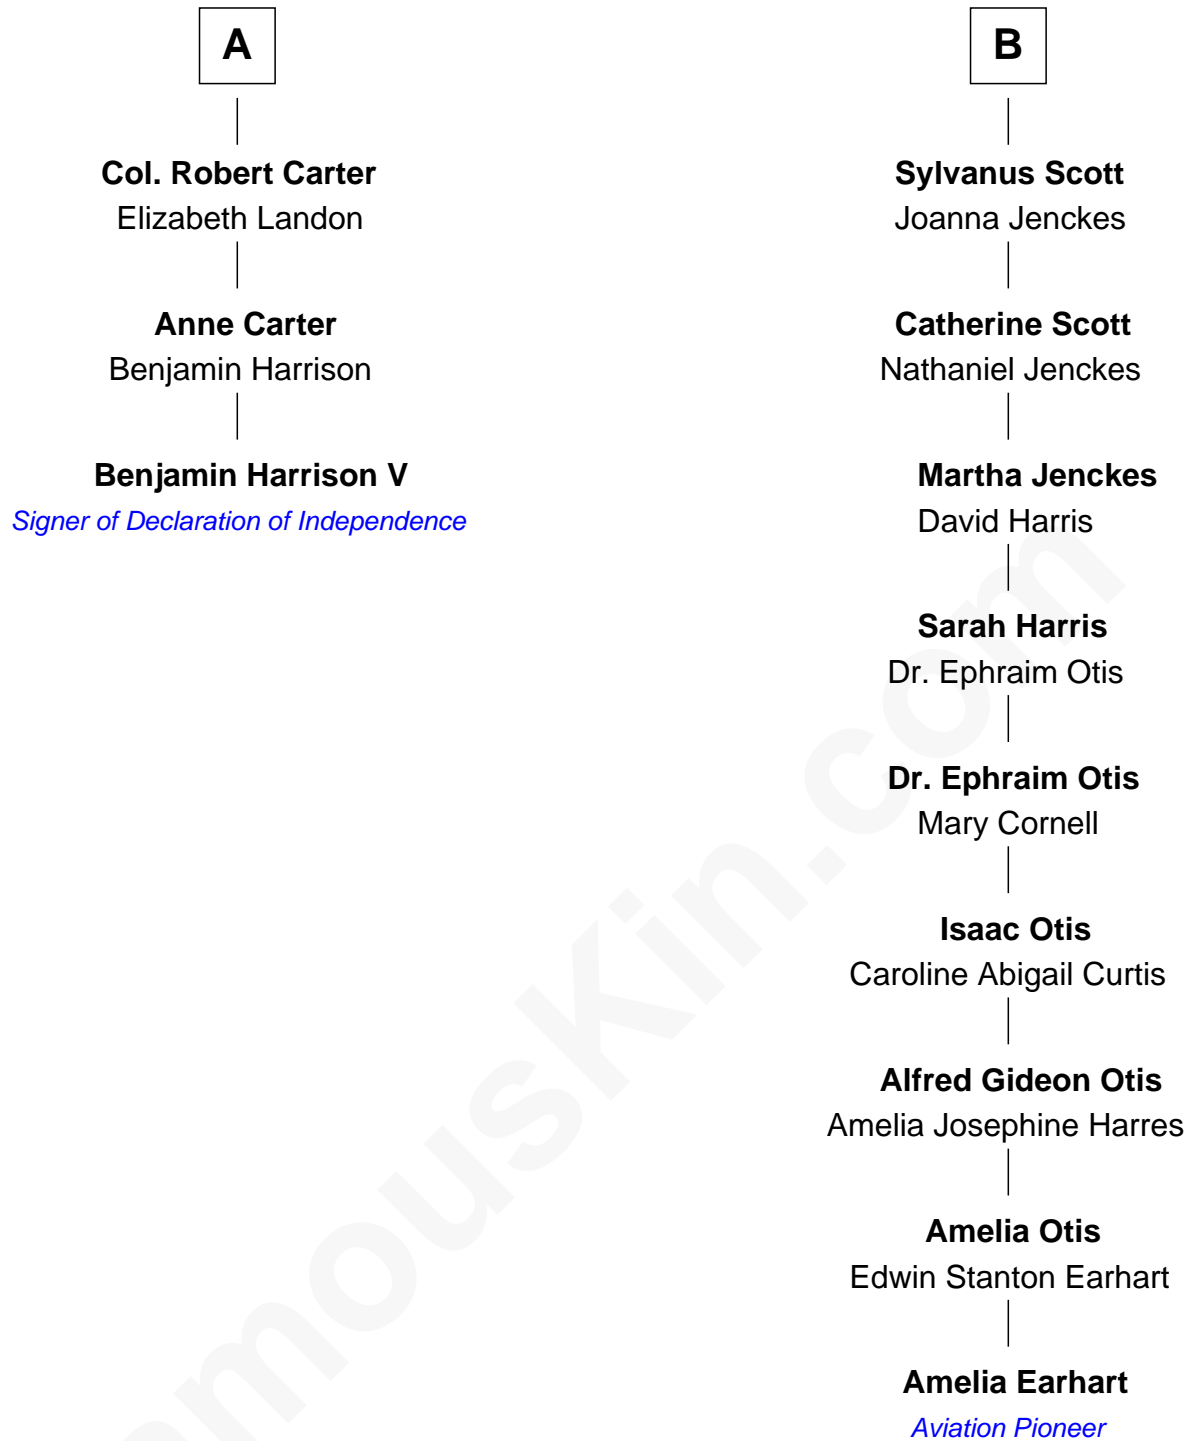 A
Col. Robert Carter
Elizabeth Landon
Anne Carter
Benjamin Harrison
Benjamin Harrison V
Signer of Declaration of Independence
B
Sylvanus Scott
Joanna Jenckes
Catherine Scott
Nathaniel Jenckes
Martha Jenckes
David Harris
Sarah Harris
Dr. Ephraim Otis
Dr. Ephraim Otis
Mary Cornell
Isaac Otis
Caroline Abigail Curtis
Alfred Gideon Otis
Amelia Josephine Harres
Amelia Otis
Edwin Stanton Earhart
Amelia Earhart
Aviation Pioneer
amouskin.com